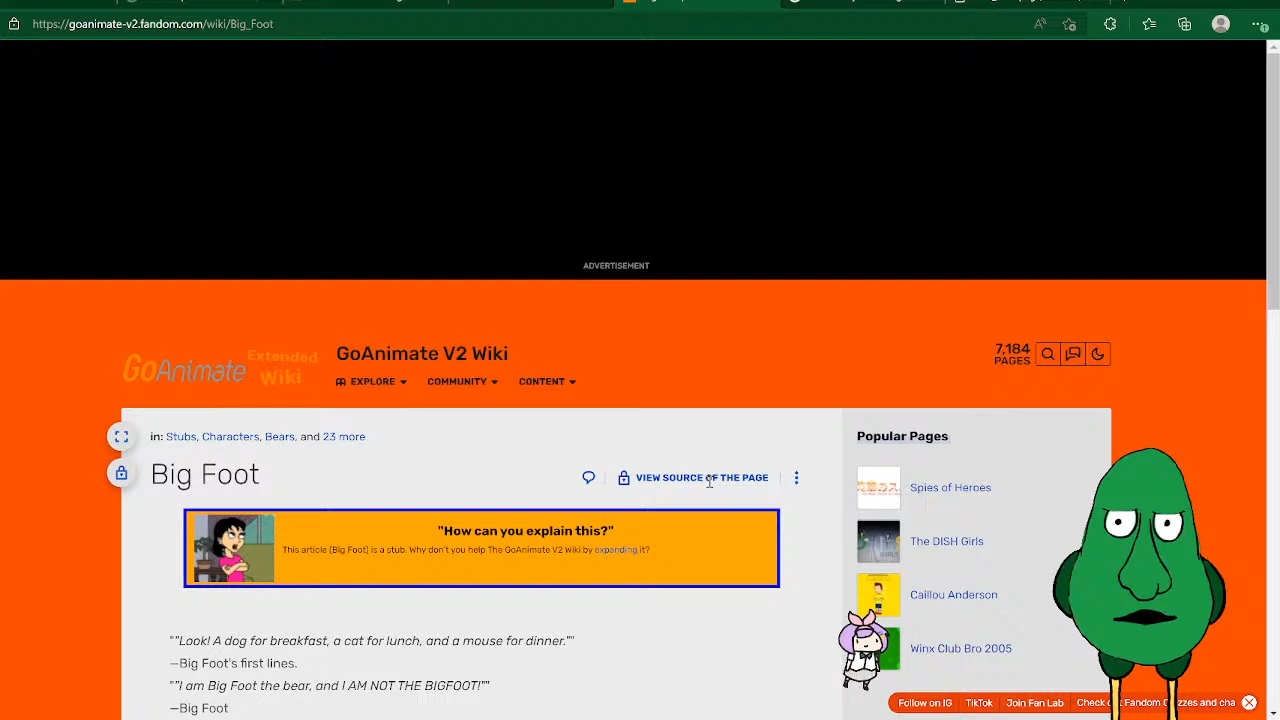 https://goanimate-v2.fandom.com/wiki/Big_Foot
ADVERTISEMENT
GoAnimate Extended Wiki
GoAnimate V2 Wiki
7,184 PAGES
EXPLORE COMMUNITY CONTENT
in: Stubs, Characters, Bears, and 23 more
Big Foot
VIEW SOURCE OF THE PAGE
"How can you explain this?"
This article (Big Foot) is a stub. Why don't you help The GoAnimate V2 Wiki by expanding it?
""Look! A dog for breakfast, a cat for lunch, and a mouse for dinner.""
—Big Foot's first lines.
""I am Big Foot the bear, and I AM NOT THE BIGFOOT!""
—Big Foot
Popular Pages
Spies of Heroes
The DISH Girls
Caillou Anderson
Winx Club Bro 2005
Follow on IG TikTok Join Fan Lab Check Fandom and cha